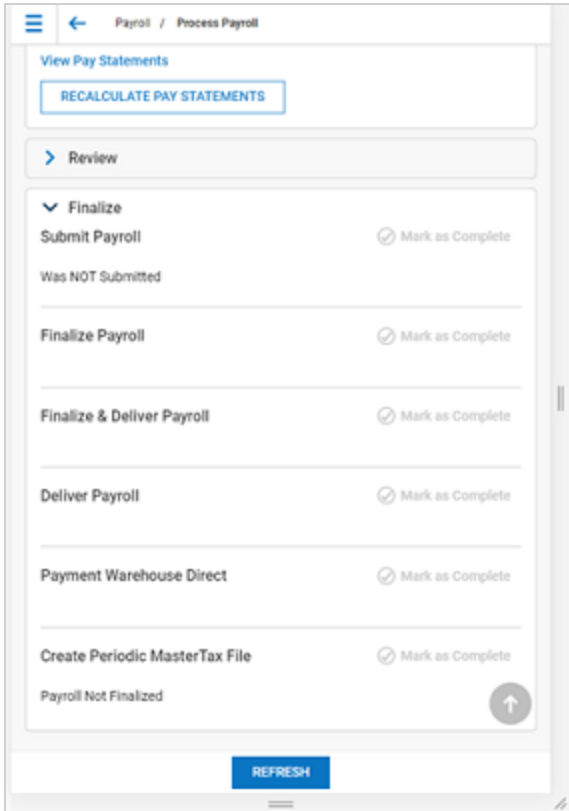 Payroll / Process Payroll
View Pay Statements
RECALCULATE PAY STATEMENTS
Review
Finalize
Submit Payroll Mark as Complete
Was NOT Submitted
Finalize Payroll Mark as Complete
Finalize & Deliver Payroll Mark as Complete
Deliver Payroll Mark as Complete
Payment Warehouse Direct Mark as Complete
Create Periodic MasterTax File Mark as Complete
Payroll Not Finalized
REFRESH